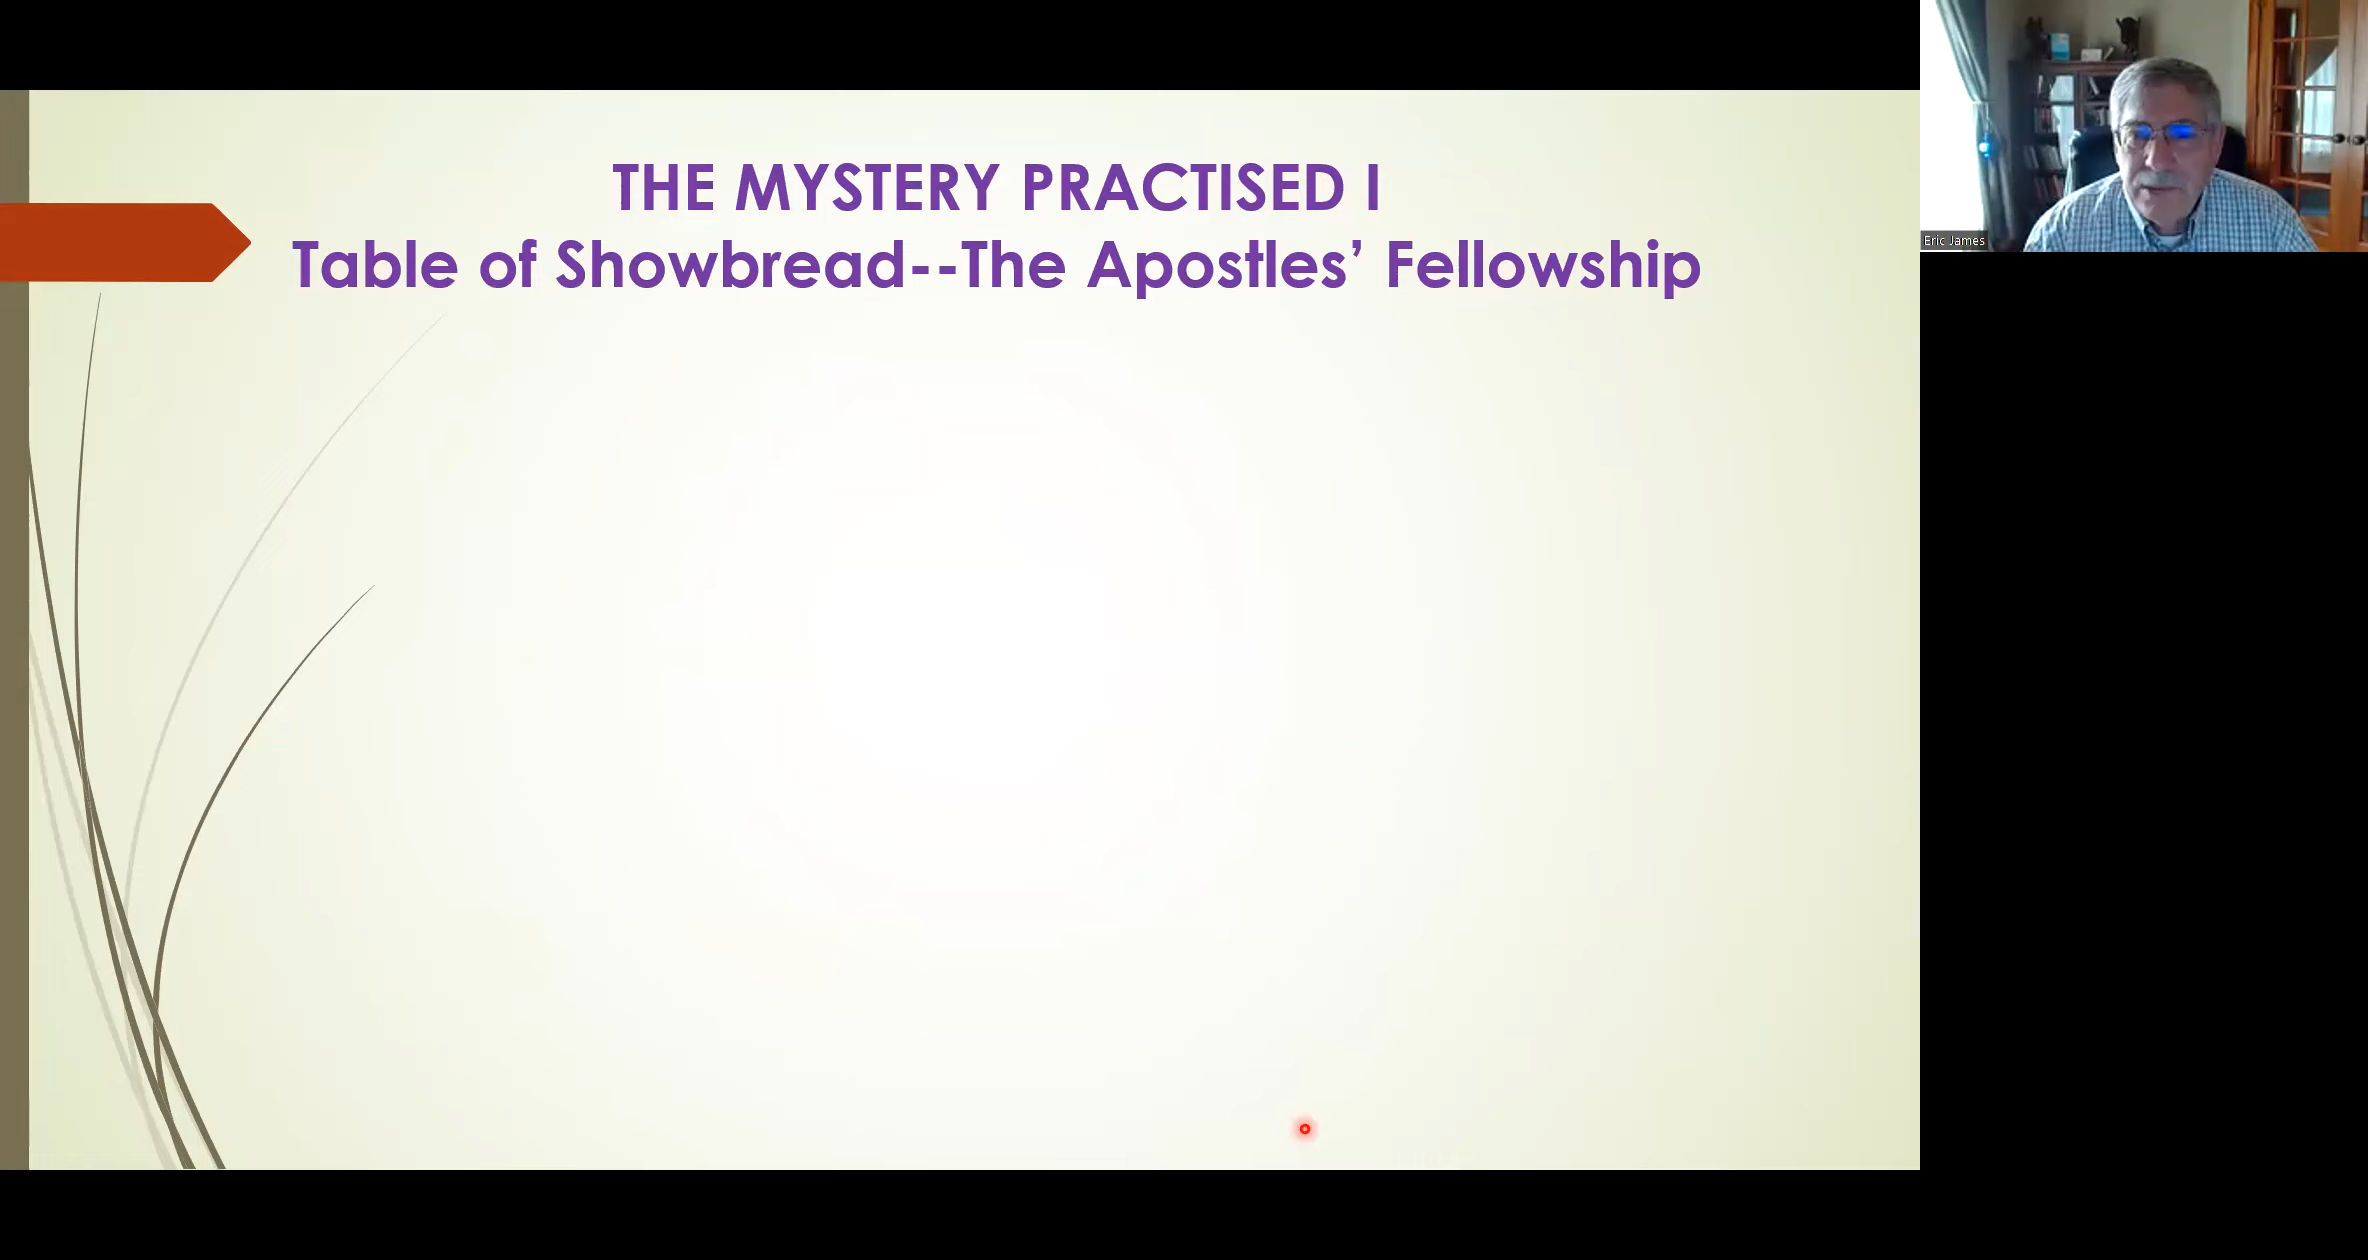 THE MYSTERY PRACTISED I
Table of Showbread--The Apostles’ Fellowship
Eric James